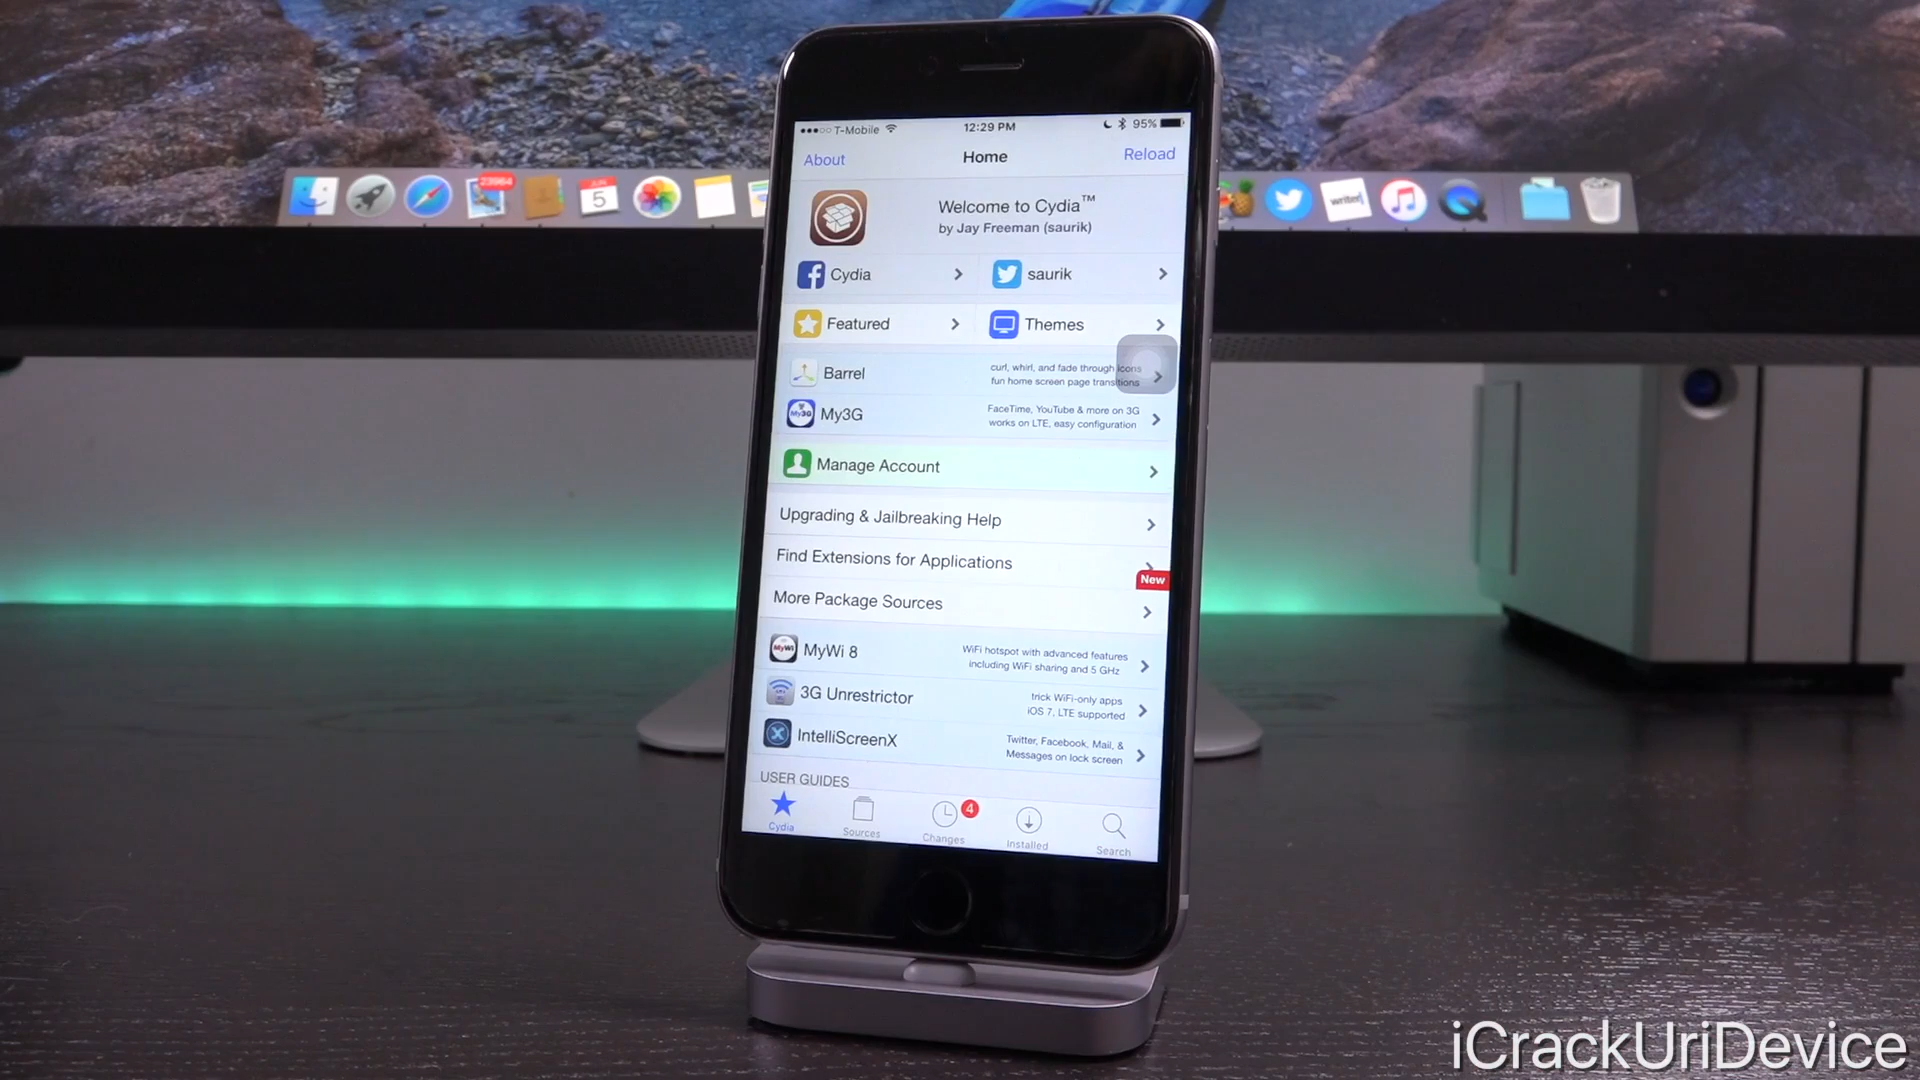 ●●●○○ T-Mobile 12:29 PM 95%
About Home Reload
Welcome to Cydia™
by Jay Freeman (saurik)
Cydia saurik
Featured Themes
Barrel
curl, whirl, and fade through icons
fun home screen page transitions
My3G
FaceTime, YouTube & more on 3G
works on LTE, easy configuration
Manage Account
Upgrading & Jailbreaking Help
Find Extensions for Applications
New
More Package Sources
MyWi
MyWi 8
WiFi hotspot with advanced features
including WiFi sharing and 5 GHz
3G Unrestrictor
trick WiFi-only apps
iOS 7, LTE supported
IntelliScreenX
Twitter, Facebook, Mail, &
Messages on lock screen
USER GUIDES
4
Cydia Sources Changes Installed Search
23964
JUN
5
writer
iCrackUriDevice